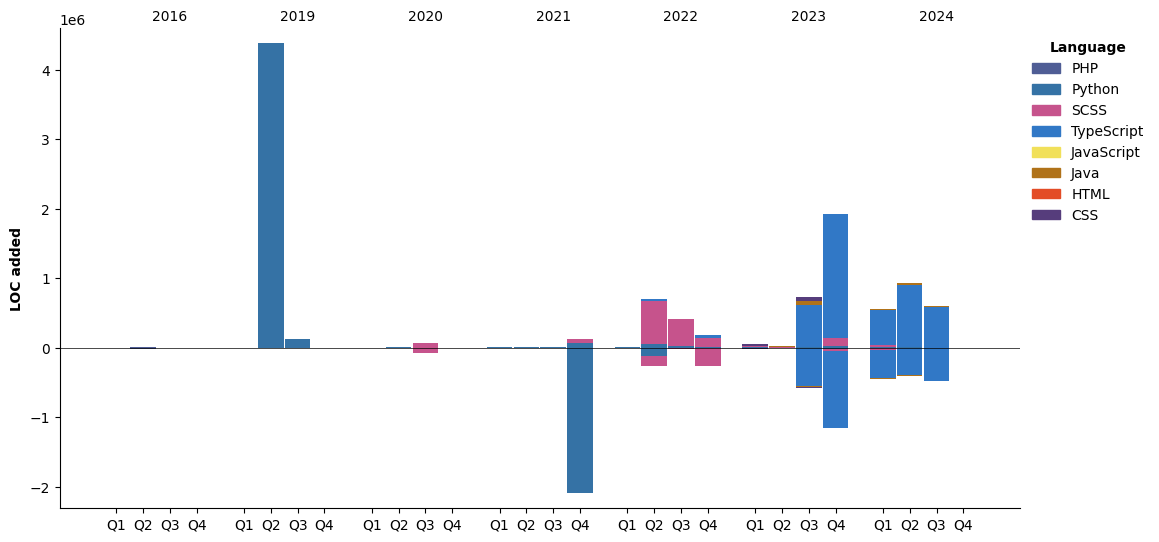 1e6
2016 2019 2020 2021 2022 2023 2024
Language
PHP
Python
SCSS
TypeScript
JavaScript
Java
HTML
CSS
LOC added
4
3
2
1
0
−1
−2
Q1 Q2 Q3 Q4 Q1 Q2 Q3 Q4 Q1 Q2 Q3 Q4 Q1 Q2 Q3 Q4 Q1 Q2 Q3 Q4 Q1 Q2 Q3 Q4 Q1 Q2 Q3 Q4